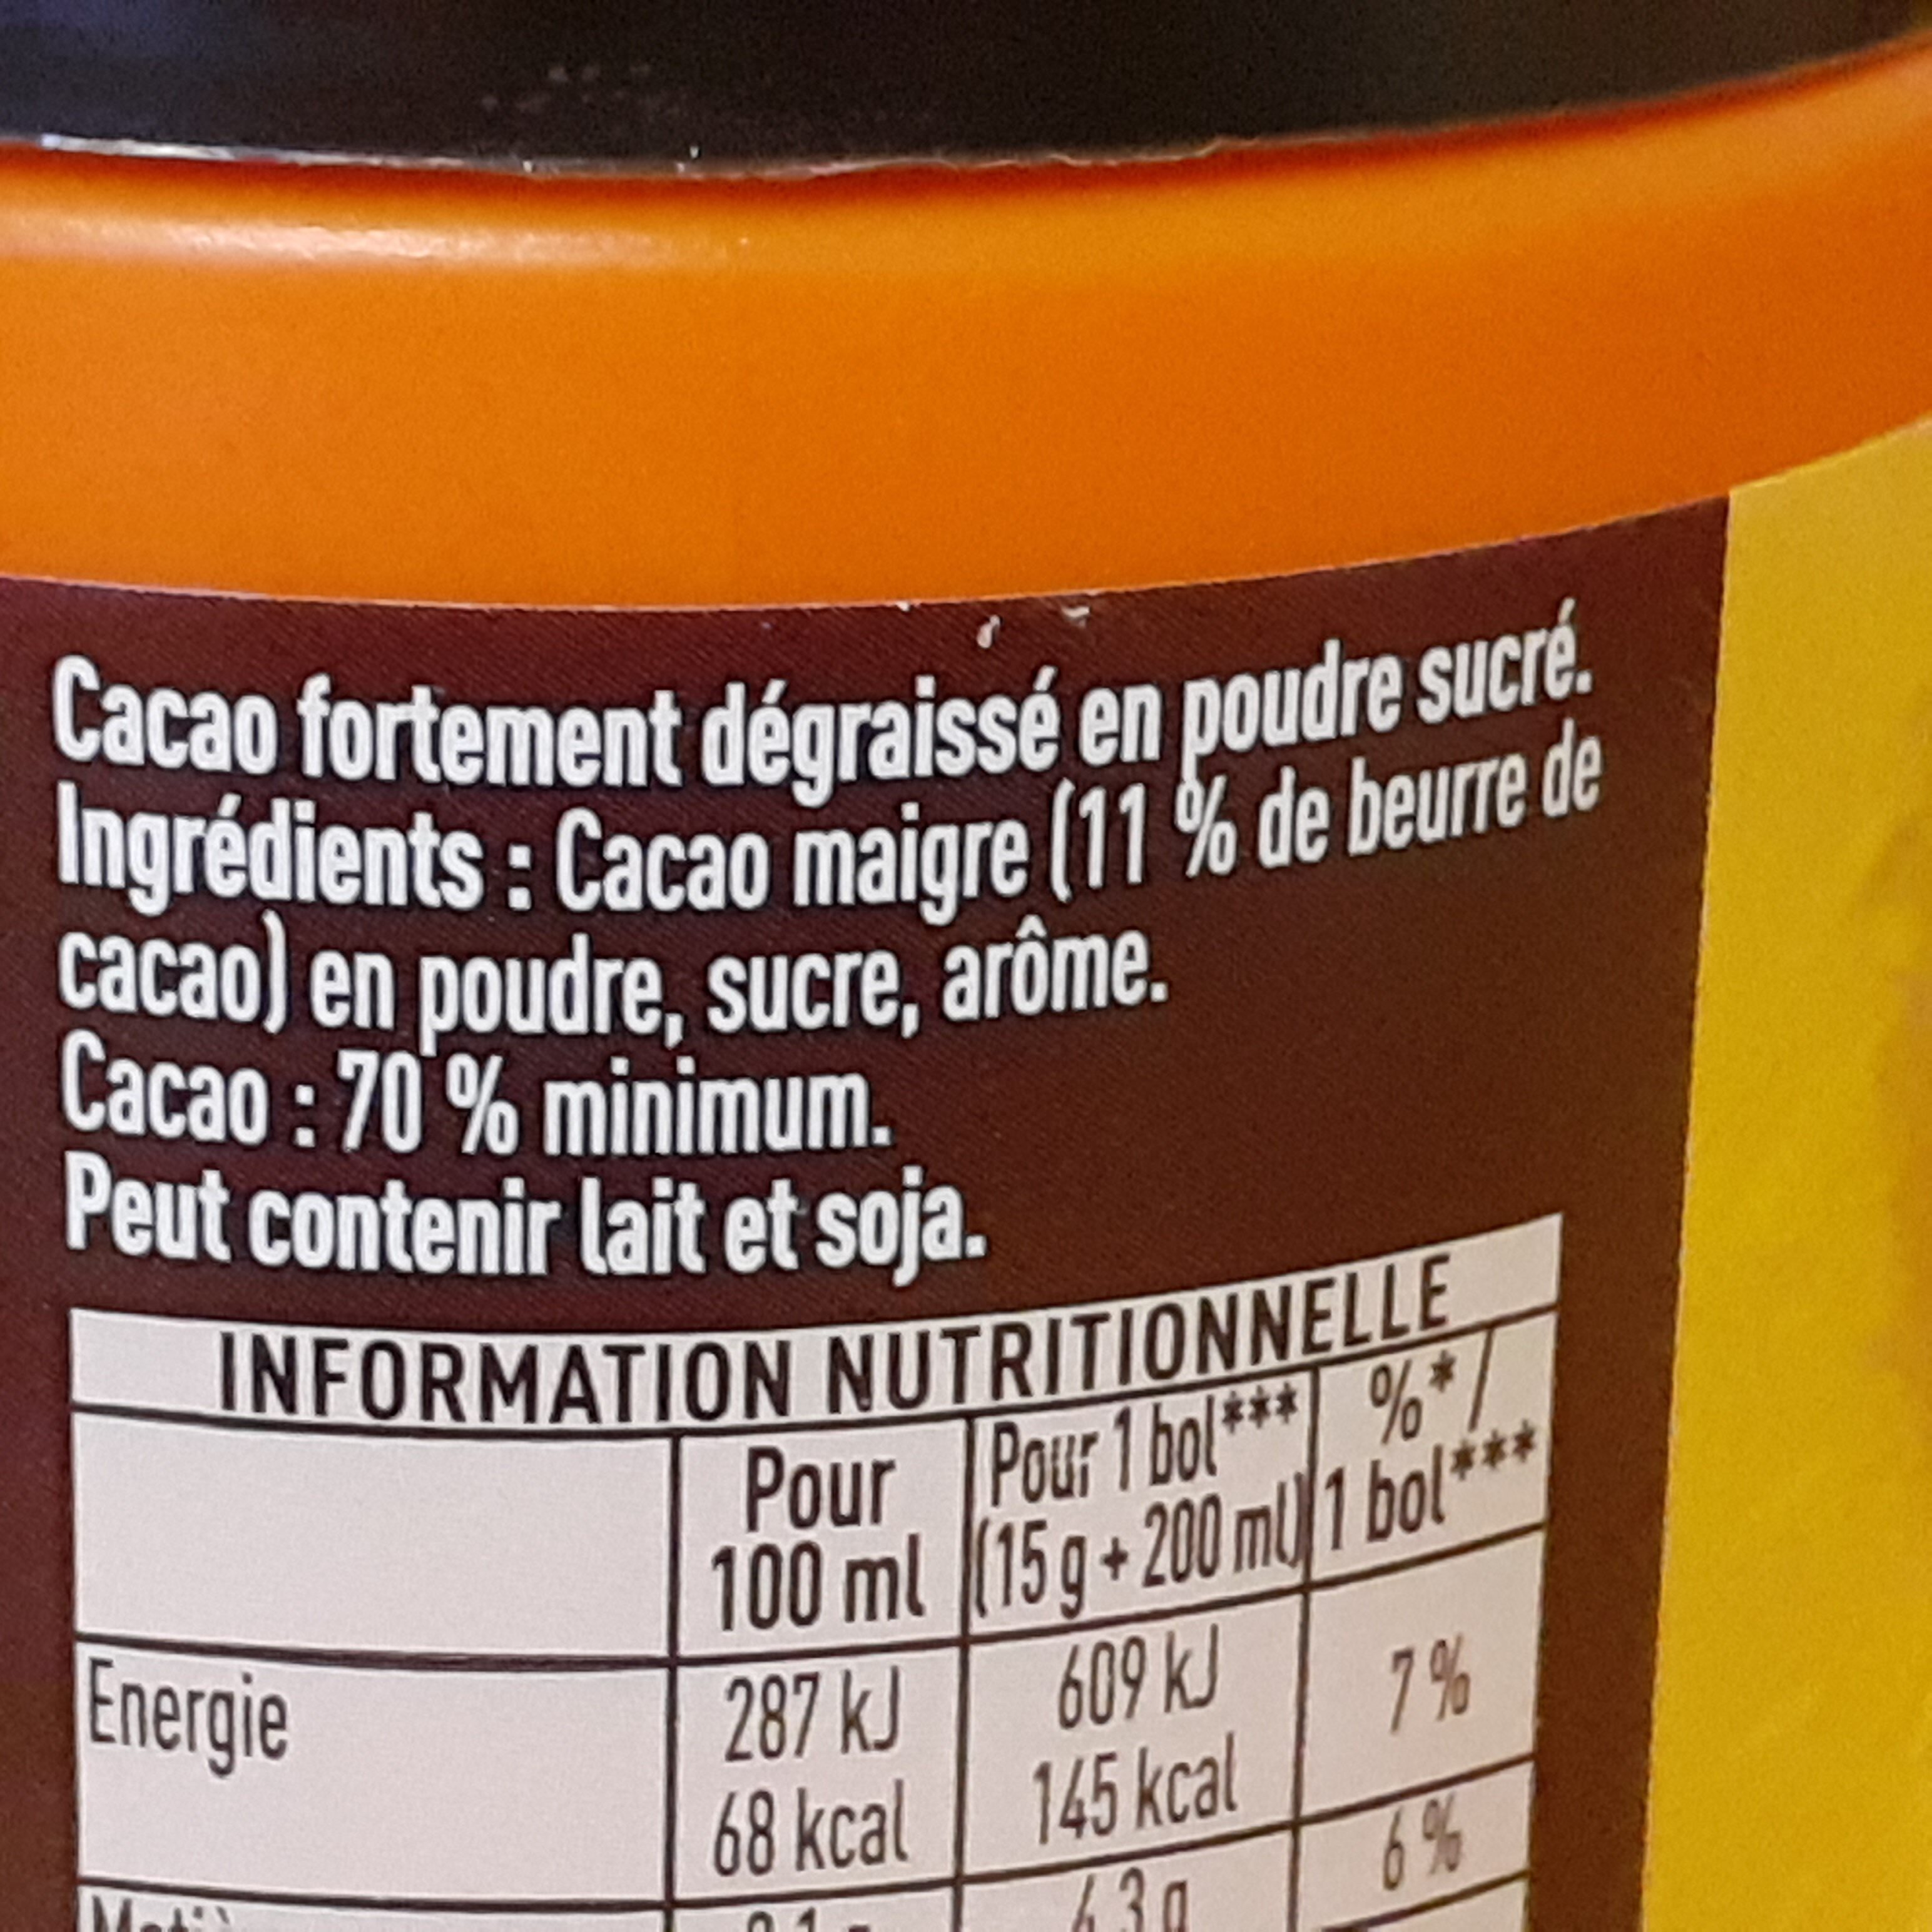 Cacao fortement dégraissé en poudre sucré.
Ingrédients : Cacao maigre (11 % de beurre de
cacao) en poudre, sucre, arôme.
Cacao : 70 % minimum.
Peut contenir lait et soja.
INFORMATION NUTRITIONNELLE
Pour 100 ml
Pour 1 bol*** (15 g + 200 ml)
%* / 1 bol***
Energie
287 kJ 609 kJ 7 %
68 kcal 145 kcal
6 %